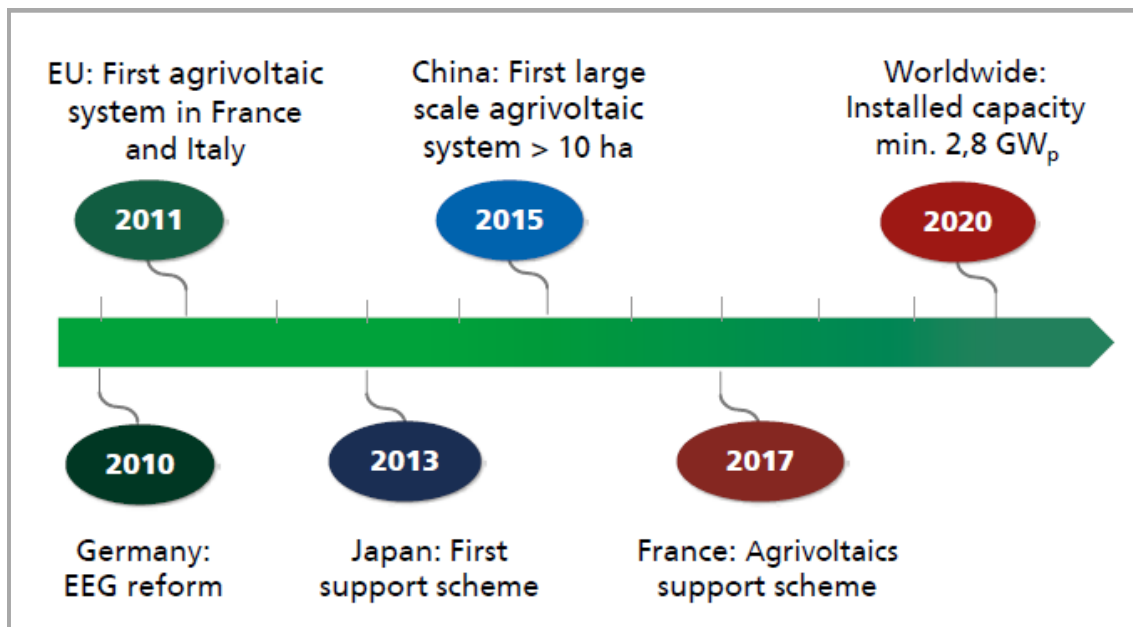 EU: First agrivoltaic
system in France
and Italy
China: First large
scale agrivoltaic
system > 10 ha
Worldwide:
Installed capacity
min. 2,8 GWp
2011
2015
2020
2010
2013
2017
Germany:
EEG reform
Japan: First
support scheme
France: Agrivoltaics
support scheme